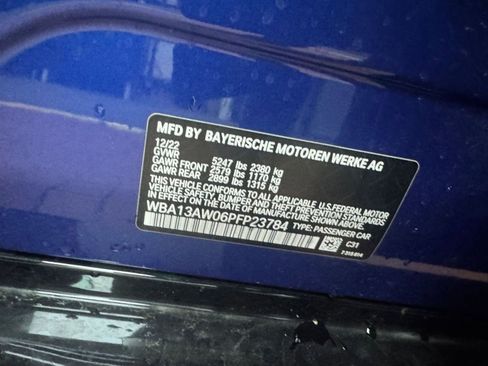 MFD BY BAYERISCHE MOTOREN WERKE AG
12/22
GVWR 5247 lbs 2380 kg
GAWR FRONT 2579 lbs 1170 kg
GAWR REAR 2899 lbs 1315 kg
THIS VEHICLE CONFORMS TO ALL APPLICABLE U.S. FEDERAL MOTOR
VEHICLE SAFETY, BUMPER AND THEFT PREVENTION STANDARDS
IN EFFECT ON THE DATE OF MANUFACTURE SHOWN ABOVE.
WBA13AW06PFP23784 TYPE: PASSENGER CAR
C31